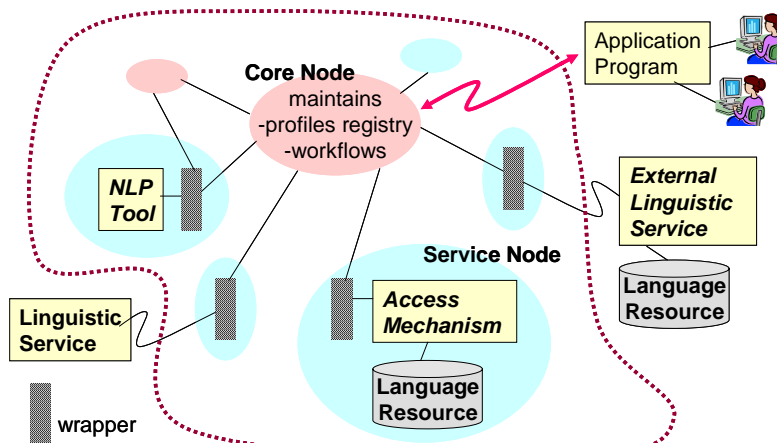 Core Node
maintains
-profiles registry
-workflows
Application
Program
NLP
Tool
External
Linguistic
Service
Language
Resource
Service Node
Access
Mechanism
Language
Resource
Linguistic
Service
wrapper